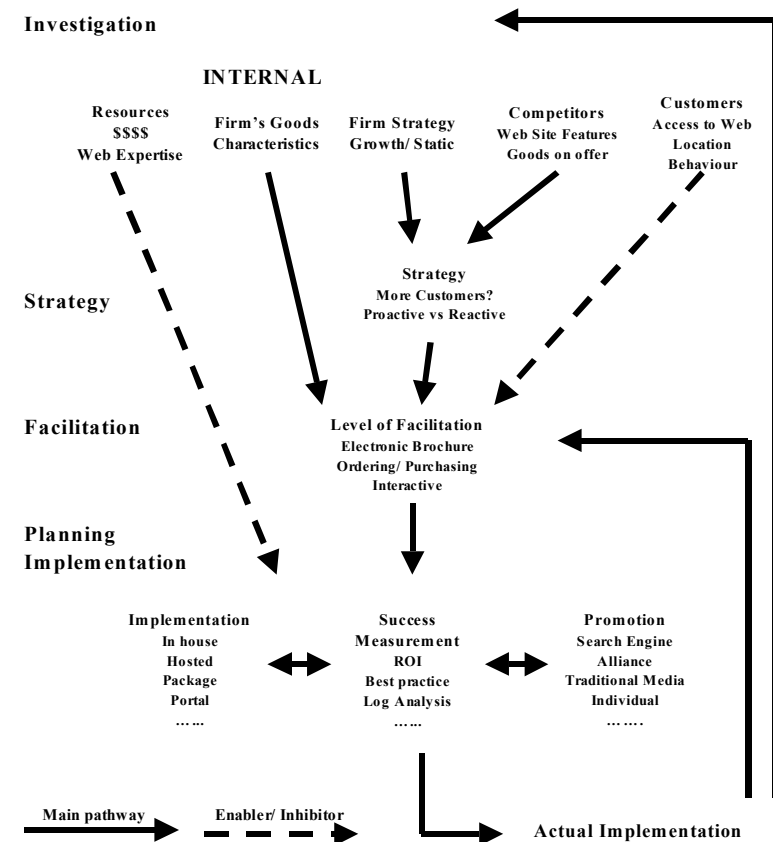 Investigation
INTERNAL
Resources
$$$$
Web Expertise
Firm's Goods
Characteristics
Firm Strategy
Growth/ Static
Competitors
Web Site Features
Goods on offer
Customers
Access to Web
Location
Behaviour
Strategy
Strategy
More Customers?
Proactive vs Reactive
Facilitation
Level of Facilitation
Electronic Brochure
Ordering/ Purchasing
Interactive
Planning
Implementation
Implementation
In house
Hosted
Package
Portal
......
Success
Measurement
ROI
Best practice
Log Analysis
......
Promotion
Search Engine
Alliance
Traditional Media
Individual
.......
Main pathway
Enabler/ Inhibitor
Actual Implementation